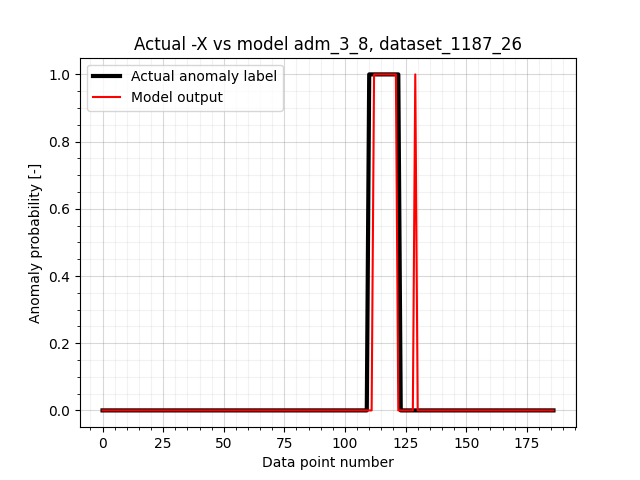 Actual -X vs model adm_3_8, dataset_1187_26
Actual anomaly label
Model output
Anomaly probability [-]
1.0
0.8
0.6
0.4
0.2
0.0
0 25 50 75 100 125 150 175
Data point number